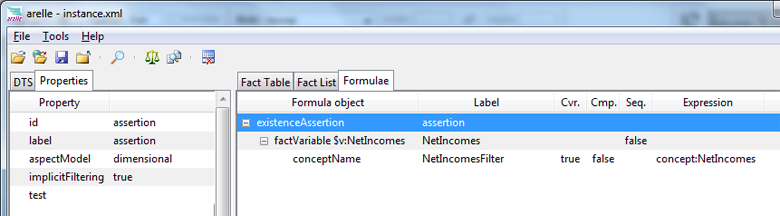 arelle - instance.xml
File Tools Help
DTS Properties
Property
id assertion
label assertion
aspectModel dimensional
implicitFiltering true
test
Fact Table Fact List Formulae
Formula object Label Cvr. Cmp. Seq. Expression
existenceAssertion assertion
factVariable $v:NetIncomes NetIncomes false
conceptName NetIncomesFilter true false concept:NetIncomes